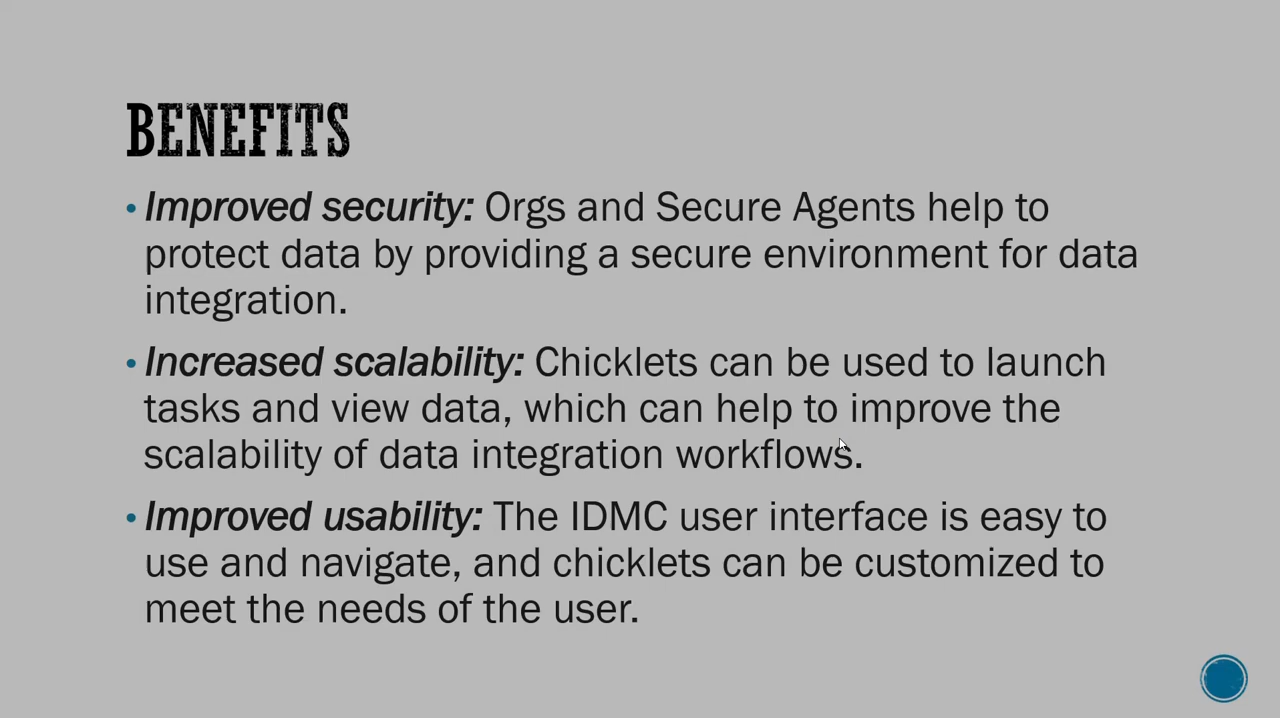 BENEFITS
• Improved security: Orgs and Secure Agents help to
protect data by providing a secure environment for data
integration.
• Increased scalability: Chicklets can be used to launch
tasks and view data, which can help to improve the
scalability of data integration workflows.
• Improved usability: The IDMC user interface is easy to
use and navigate, and chicklets can be customized to
meet the needs of the user.